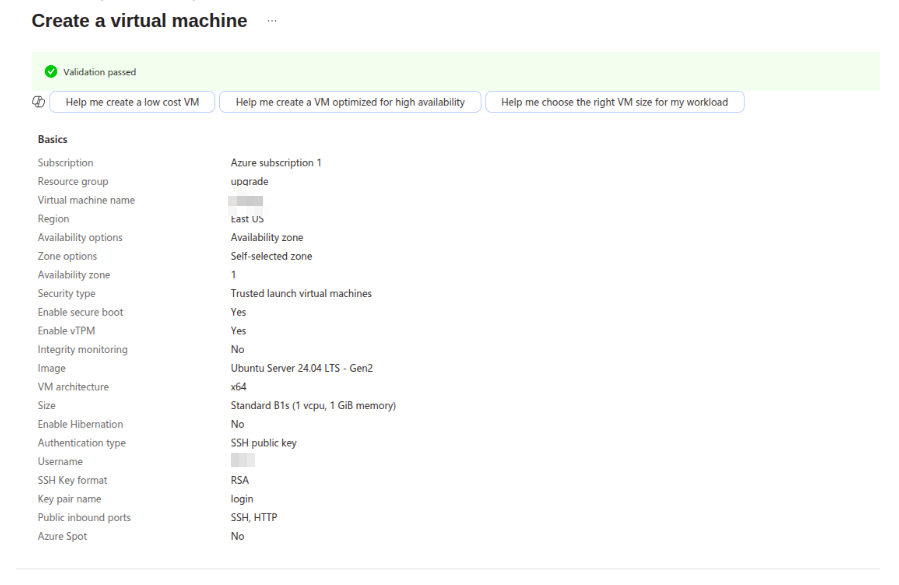 Create a virtual machine ...
Validation passed
Help me create a low cost VM Help me create a VM optimized for high availability Help me choose the right VM size for my workload
Basics
Subscription Azure subscription 1
Resource group upgrade
Virtual machine name
Region East US
Availability options Availability zone
Zone options Self-selected zone
Availability zone 1
Security type Trusted launch virtual machines
Enable secure boot Yes
Enable vTPM Yes
Integrity monitoring No
Image Ubuntu Server 24.04 LTS - Gen2
VM architecture x64
Size Standard B1s (1 vcpu, 1 GiB memory)
Enable Hibernation No
Authentication type SSH public key
Username
SSH Key format RSA
Key pair name login
Public inbound ports SSH, HTTP
Azure Spot No